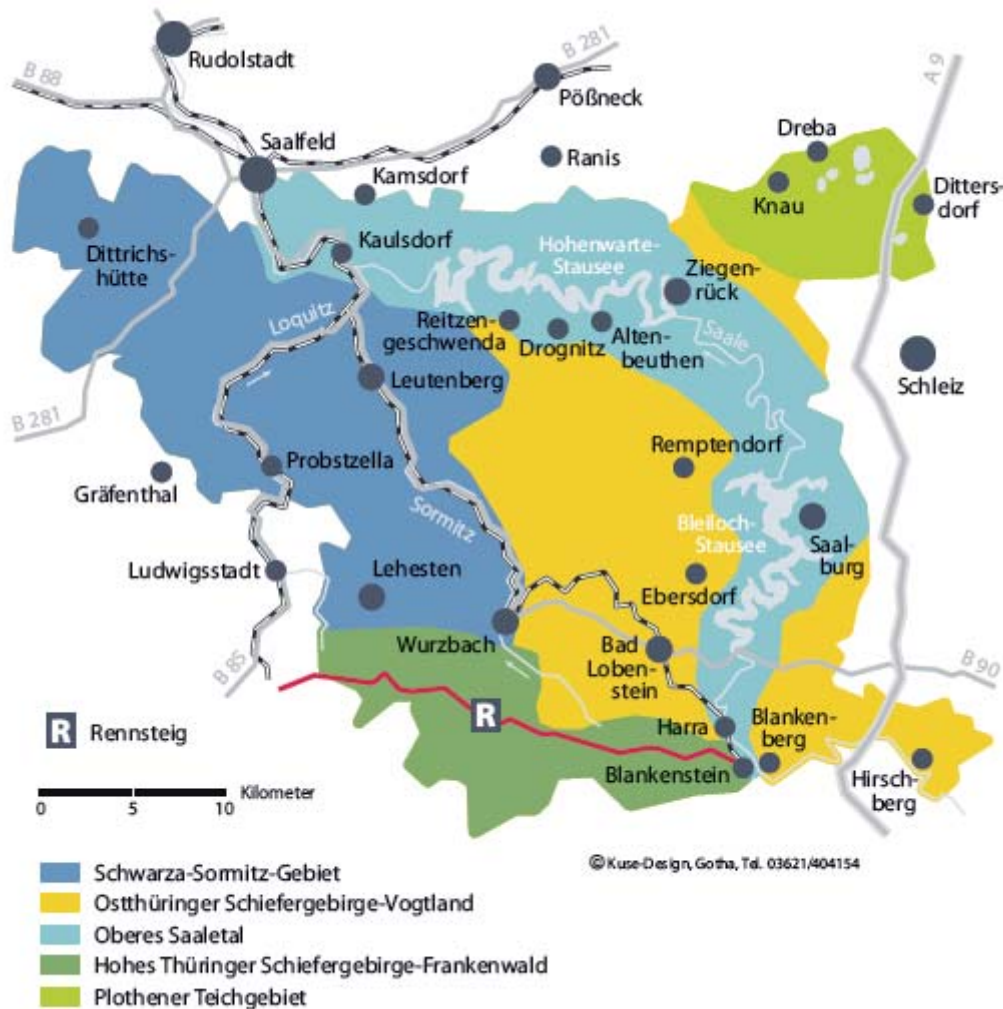 Rudolstadt
B 281
A 9
B 88
Pößneck
Saalfeld
Dreba
Ranis
Kamsdorf
Knau
Ditters-
dorf
Dittrichs-
hütte
Kaulsdorf
Hohenwarte-
Stausee
Ziegen-
rück
Loquitz
Reitzen-
geschwenda
Drognitz
Alten-
beuthen
Saale
Leutenberg
Schleiz
B 281
Remptendorf
Probstzella
Gräfenthal
Sormitz
Bleiloch-
Stausee
Saal-
burg
Ludwigsstadt
Lehesten
Ebersdorf
Wurzbach
Bad
Loben-
stein
B 90
B 85
R
Harra
Blanken-
berg
R Rennsteig
Blankenstein
Hirsch-
berg
Kilometer
0 5 10
© Kuse-Design, Gotha, Tel. 03621/404154
Schwarza-Sormitz-Gebiet
Ostthüringer Schiefergebirge-Vogtland
Oberes Saaletal
Hohes Thüringer Schiefergebirge-Frankenwald
Plothener Teichgebiet